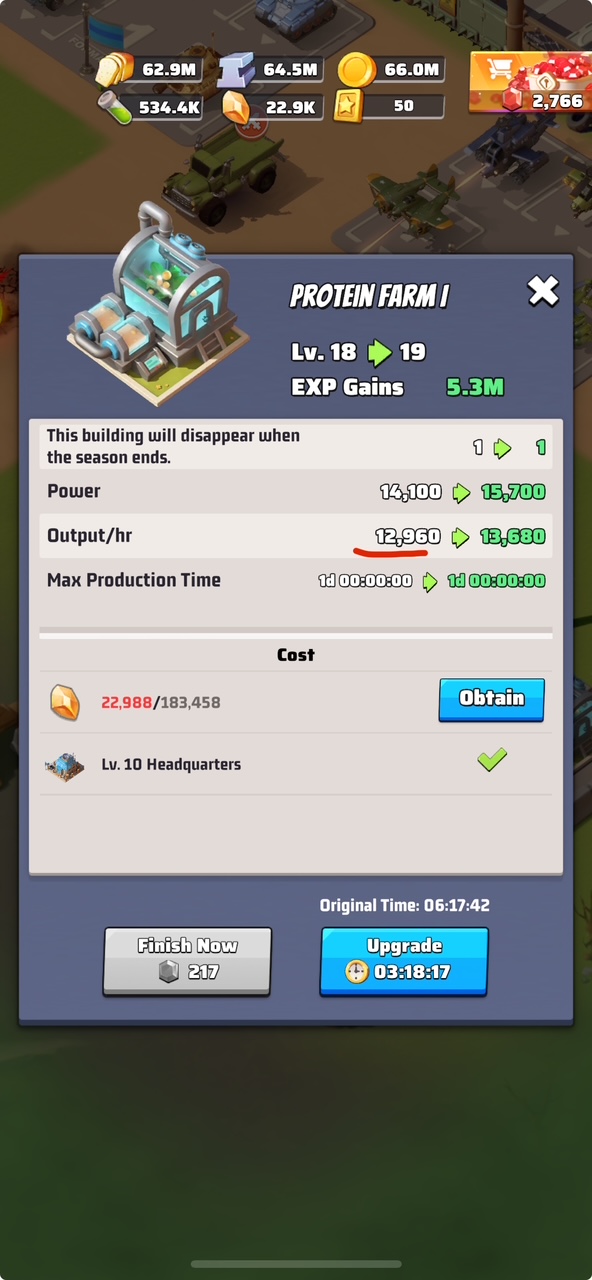 62.9M 64.5M 66.0M
534.4K 22.9K 50 2,766
PROTEIN FARM I
Lv. 18 19
EXP Gains 5.3M
This building will disappear when
the season ends. 1 1
Power 14,100 15,700
Output/hr 12,960 13,680
Max Production Time 1d 00:00:00 1d 00:00:00
Cost
22,988/183,458 Obtain
Lv. 10 Headquarters
Original Time: 06:17:42
Finish Now Upgrade
217 03:18:17